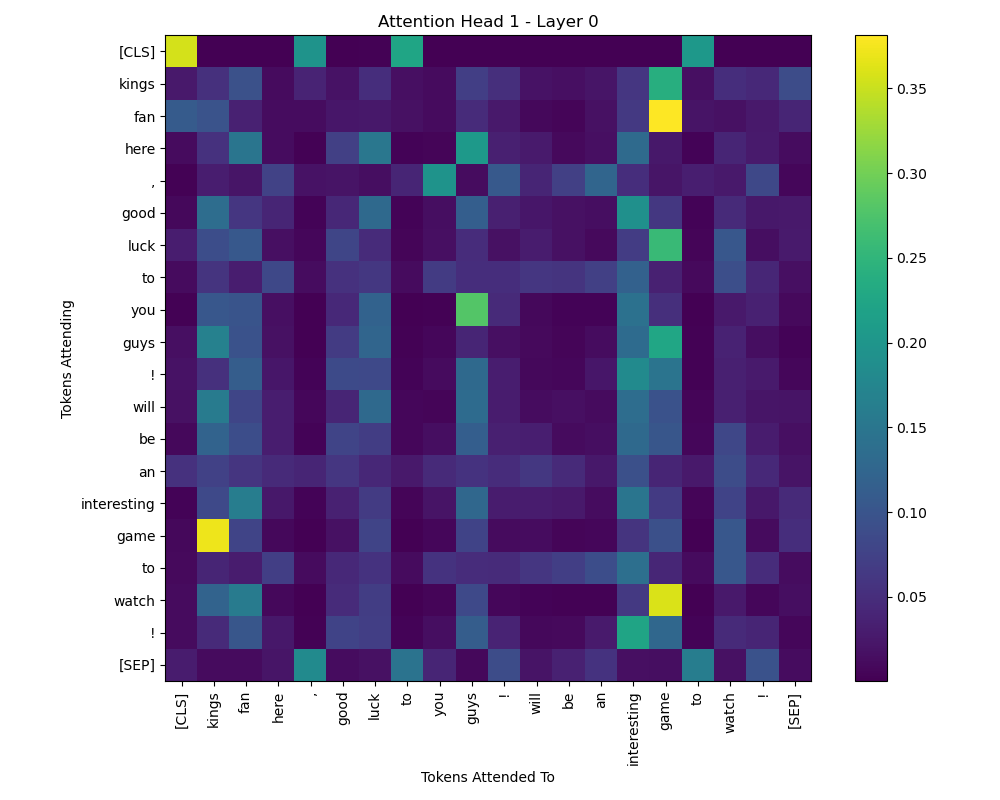 Attention Head 1 - Layer 0
Tokens Attending
[CLS]
kings
fan
here
,
good
luck
to
you
guys
!
will
be
an
interesting
game
to
watch
!
[SEP]
[CLS]
kings
fan
here
,
good
luck
to
you
guys
!
will
be
an
interesting
game
to
watch
!
[SEP]
Tokens Attended To
0.35
0.30
0.25
0.20
0.15
0.10
0.05